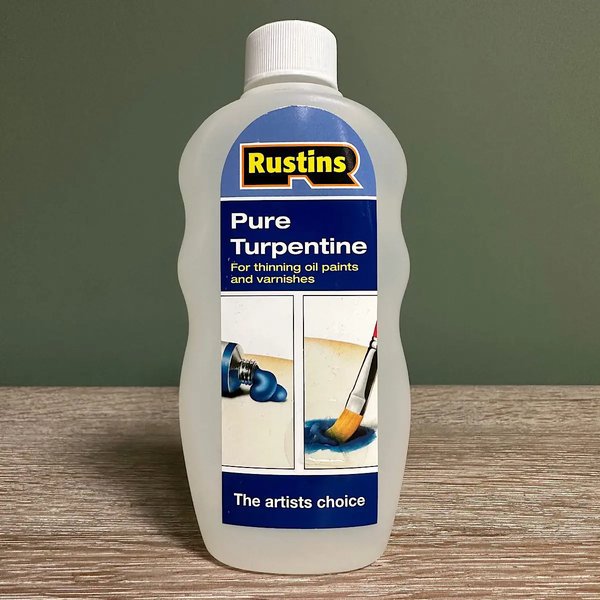 Rustins
Pure
Turpentine
For thinning oil paints
and varnishes
The artists choice